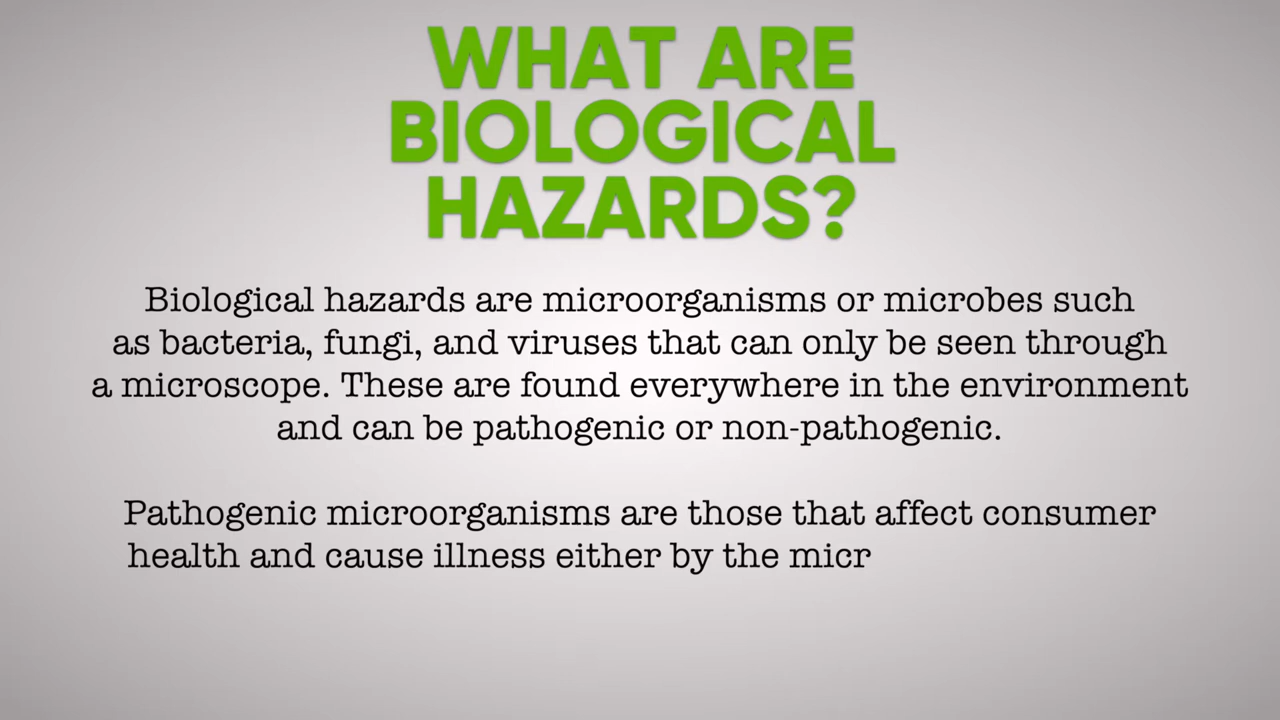 WHAT ARE
BIOLOGICAL
HAZARDS?
Biological hazards are microorganisms or microbes such
as bacteria, fungi, and viruses that can only be seen through
a microscope. These are found everywhere in the environment
and can be pathogenic or non-pathogenic.
Pathogenic microorganisms are those that affect consumer
health and cause illness either by the micr